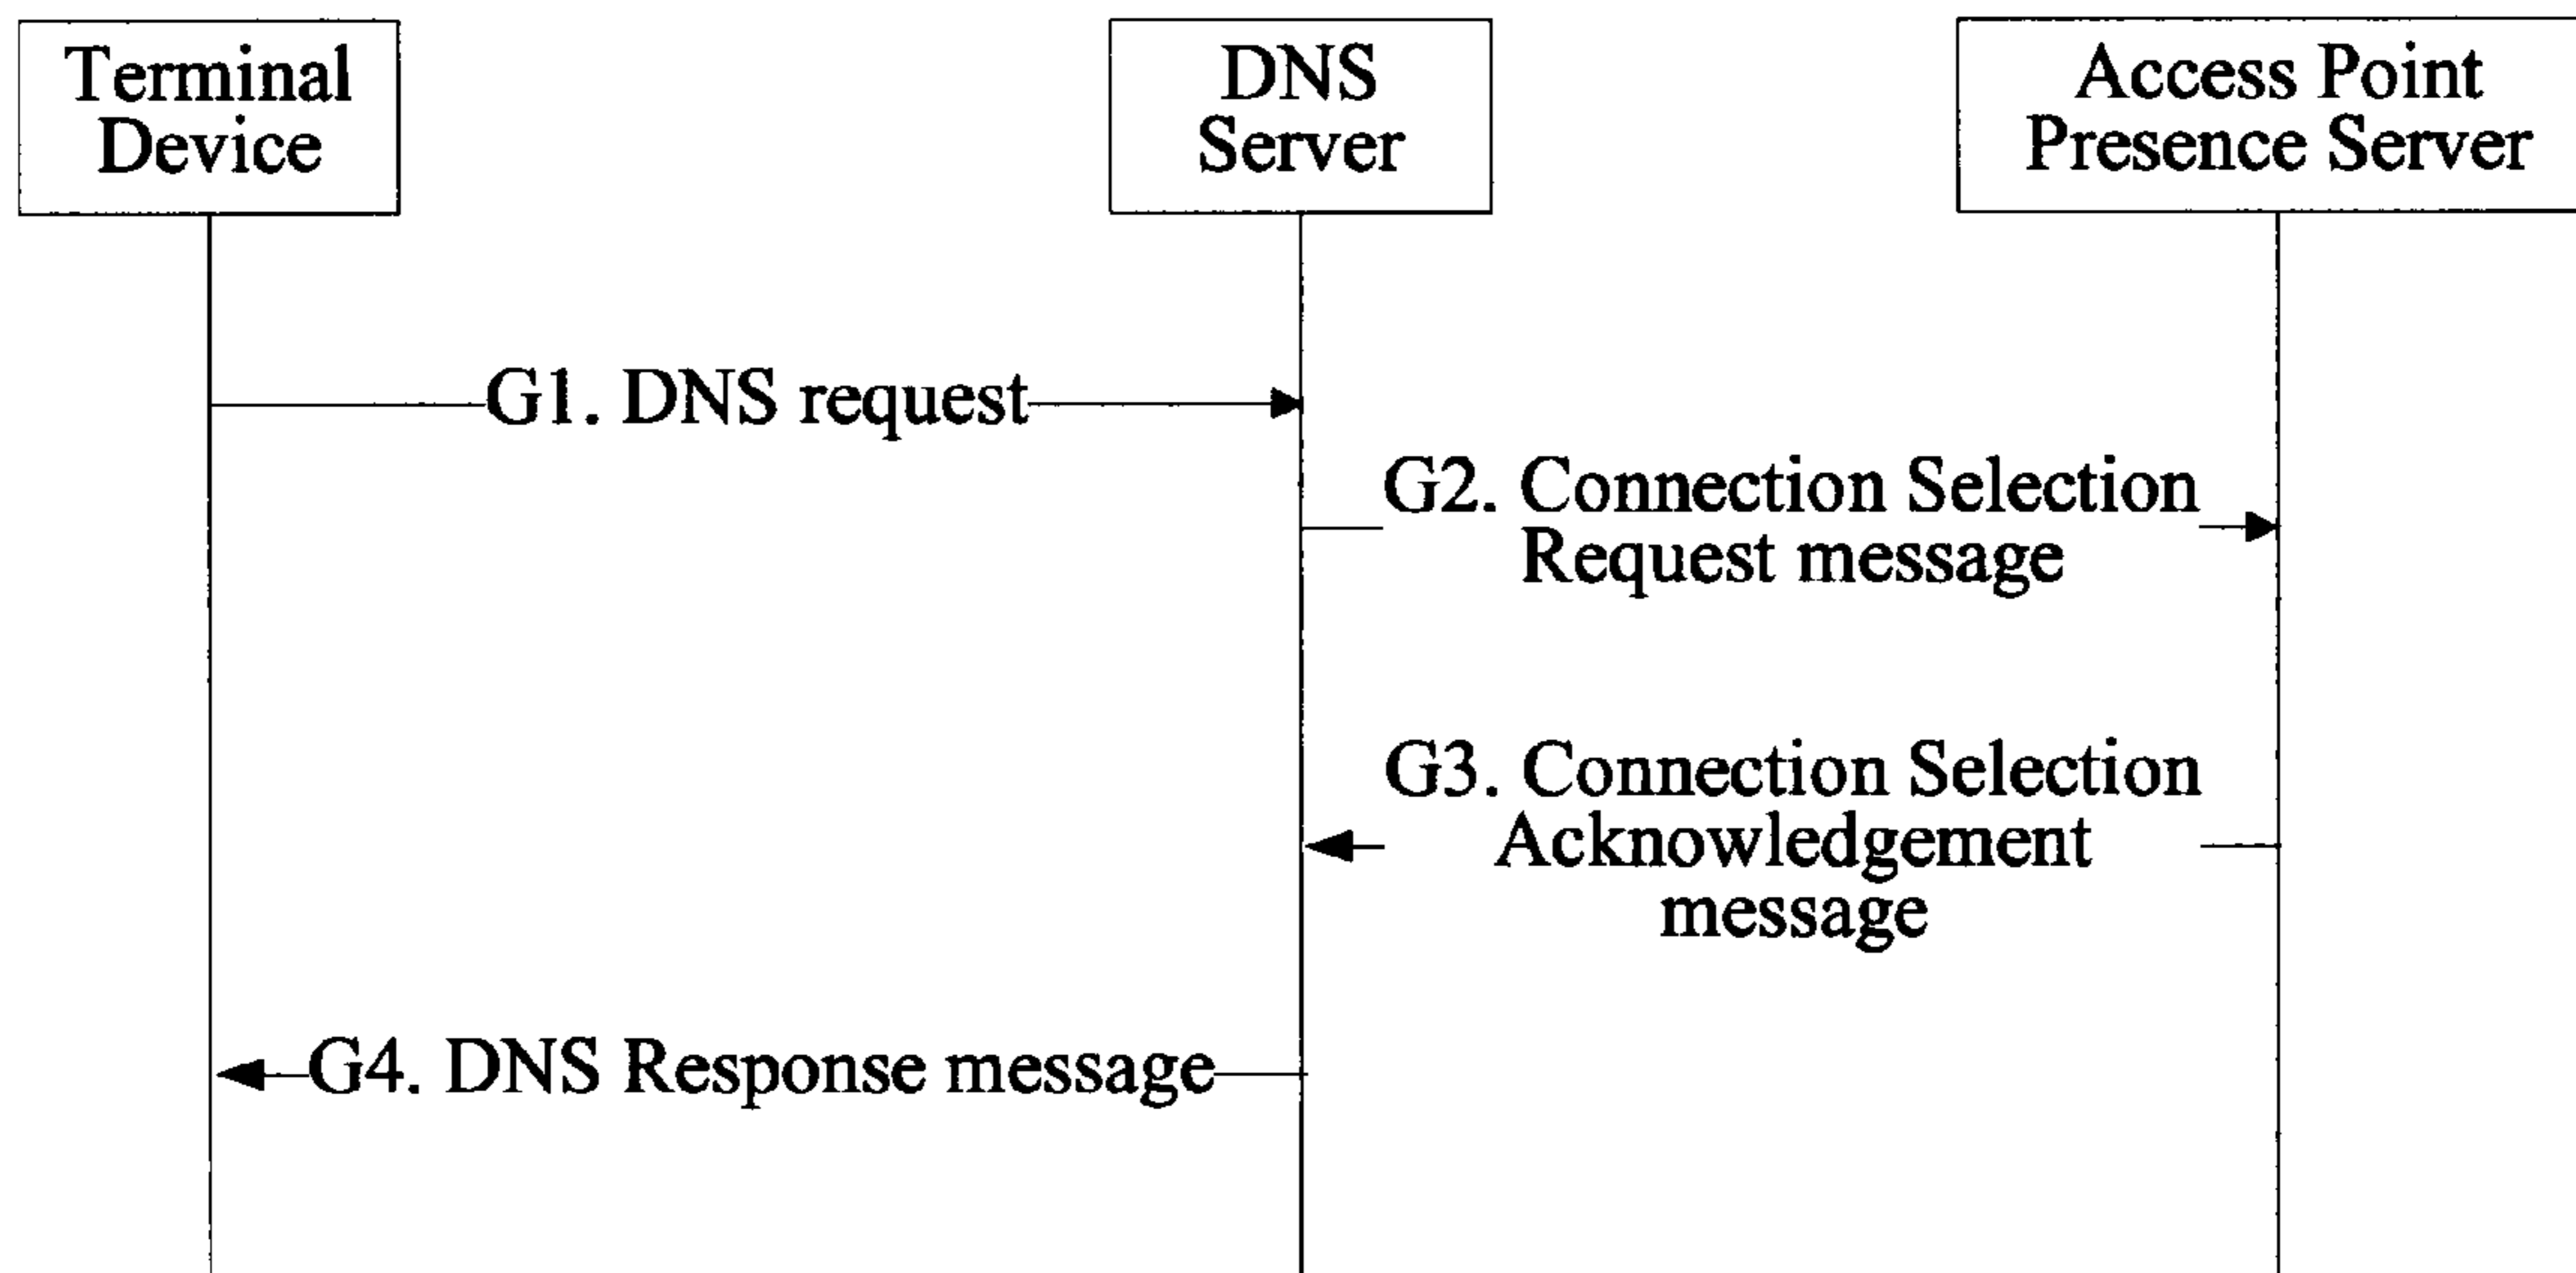 Terminal
Device
DNS
Server
Access Point
Presence Server
G1. DNS request
G2. Connection Selection
Request message
G3. Connection Selection
Acknowledgement
message
G4. DNS Response message